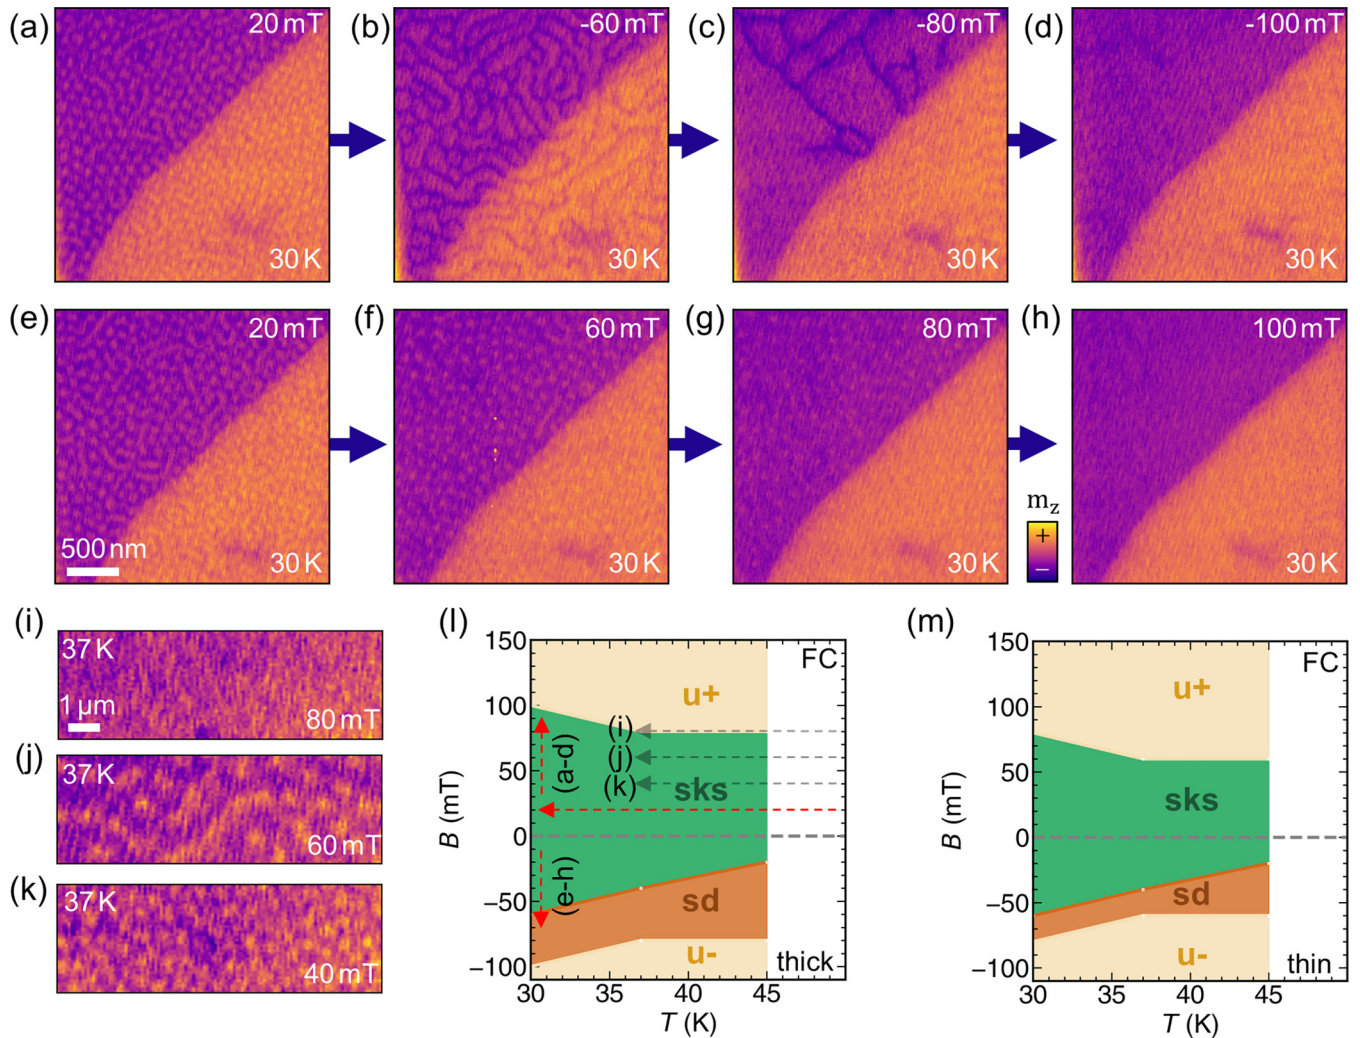 (a)
20 mT
30 K
(b)
-60 mT
30 K
(c)
-80 mT
30 K
(d)
-100 mT
30 K
(e)
20 mT
500 nm
30 K
(f)
60 mT
30 K
(g)
80 mT
30 K
(h)
100 mT
30 K
m_z
+
–
(i)
37 K
1 µm
80 mT
(j)
37 K
60 mT
(k)
37 K
40 mT
(l)
150
100
50
0
−50
−100
B (mT)
FC
u+
(i)
(j)
(k)
(a-d)
sks
(e-h)
sd
u-
thick
30 35 40 45
T (K)
(m)
150
100
50
0
−50
−100
B (mT)
FC
u+
sks
sd
u-
thin
30 35 40 45
T (K)